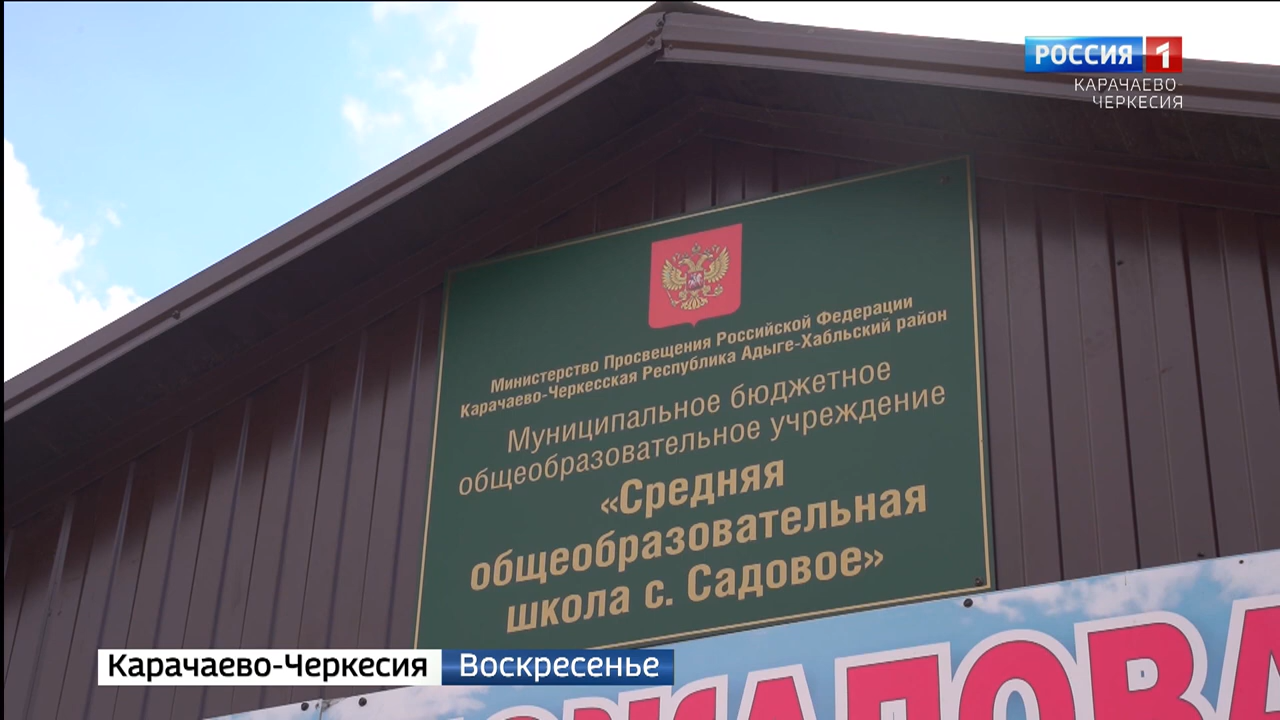 РОССИЯ 1
КАРАЧАЕВО-
ЧЕРКЕСИЯ
Министерство Просвещения Российской Федерации
Карачаево-Черкесская Республика Адыге-Хабльский район
Муниципальное бюджетное
общеобразовательное учреждение
«Средняя
общеобразовательная
школа с. Садовое»
Карачаево-Черкесия Воскресенье